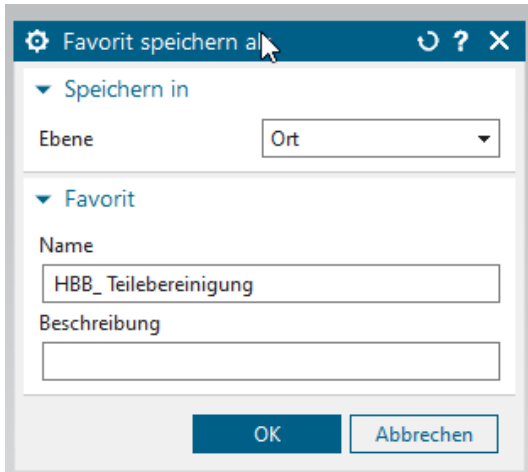 Favorit speichern als
Speichern in
Ebene
Ort
Favorit
Name
HBB_ Teilebereinigung
Beschreibung
OK
Abbrechen